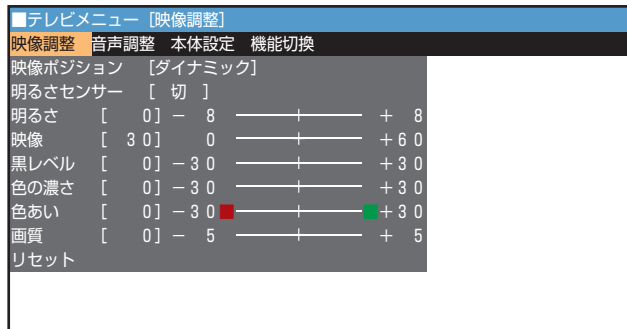 ■テレビメニュー［映像調整］
映像調整 音声調整 本体設定 機能切換
映像ポジション ［ダイナミック］
明るさセンサー ［ 切 ］
明るさ ［ 0］－ 8 ＋ 8
映像 ［ 30］ 0 ＋60
黒レベル ［ 0］－30 ＋30
色の濃さ ［ 0］－30 ＋30
色あい ［ 0］－30 ＋30
画質 ［ 0］－ 5 ＋ 5
リセット